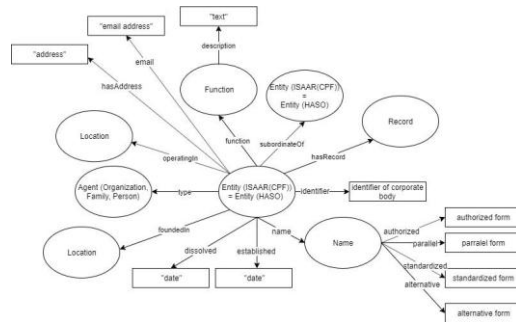 "text"
"email address"
description
"address"
email
Function
Entity (ISAAR(CPF))
=
Entity (HASO)
hasAddress
Record
Location
function
subordinateOf
operatingIn
hasRecord
Agent (Organization,
Family, Person)
type
Entity (ISAAR(CPF))
= Entity (HASO)
identifier
identifier of corporate
body
foundedIn
name
authorized
authorized form
Location
dissolved
established
Name
parallel
parralel form
standardized
standardized form
"date"
"date"
alternative
alternative form